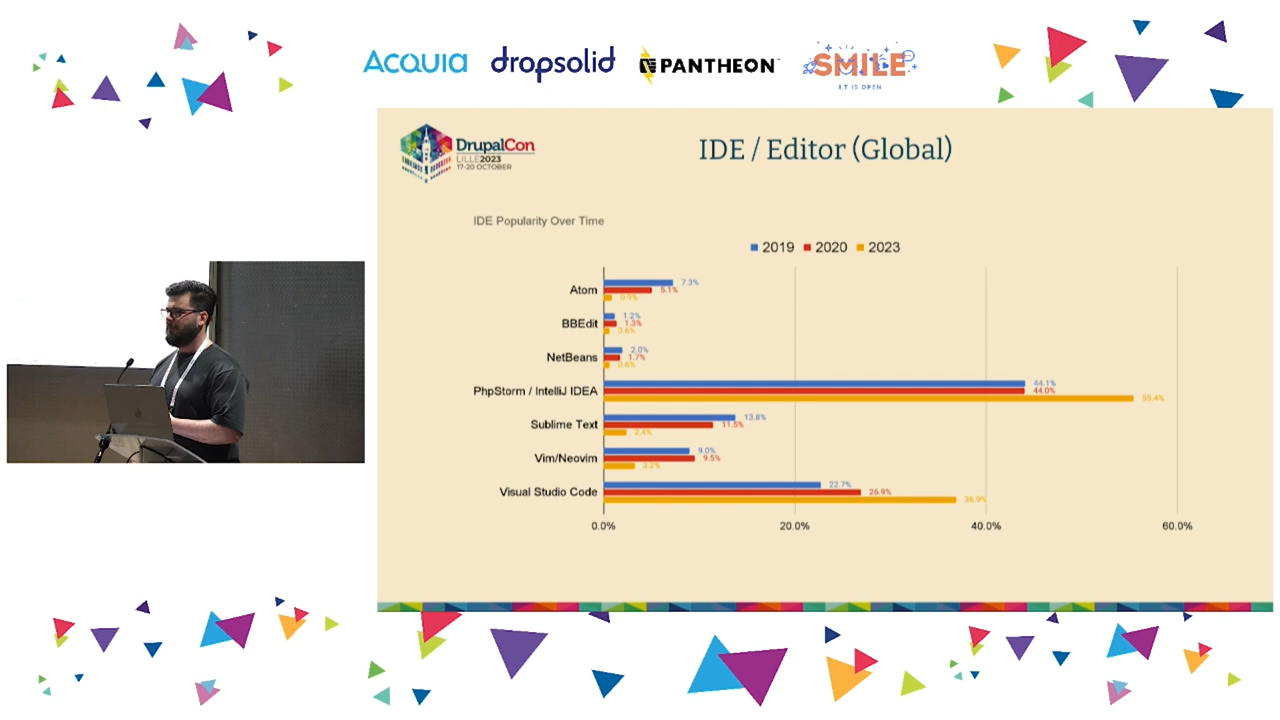 ACQUIA dropsolid PANTHEON SMILE
I.T IS OPEN
DrupalCon
LILLE2023
17-20 OCTOBER
IDE / Editor (Global)
IDE Popularity Over Time
2019 2020 2023
Atom 7.3% 5.1% 0.9%
BBEdit 1.2% 1.3% 0.6%
NetBeans 2.0% 1.7% 0.6%
PhpStorm / IntelliJ IDEA 44.1% 44.0% 55.4%
Sublime Text 13.8% 11.5% 2.4%
Vim/Neovim 9.0% 9.5% 3.2%
Visual Studio Code 22.7% 26.9% 36.9%
0.0% 20.0% 40.0% 60.0%